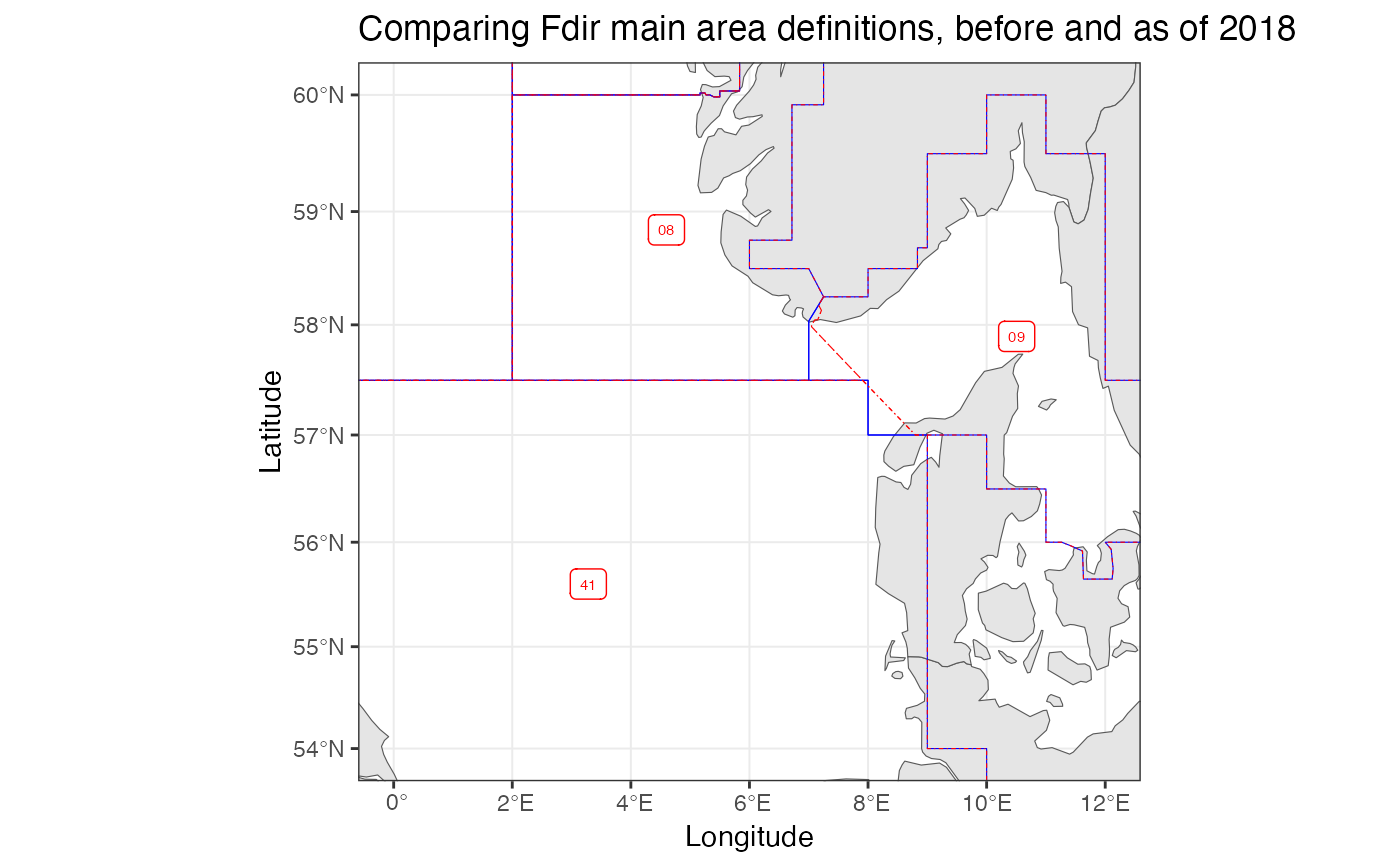 Comparing Fdir main area definitions, before and as of 2018
60°N
59°N
58°N
57°N
56°N
55°N
54°N
Latitude
08
09
41
0°
2°E
4°E
6°E
8°E
10°E
12°E
Longitude